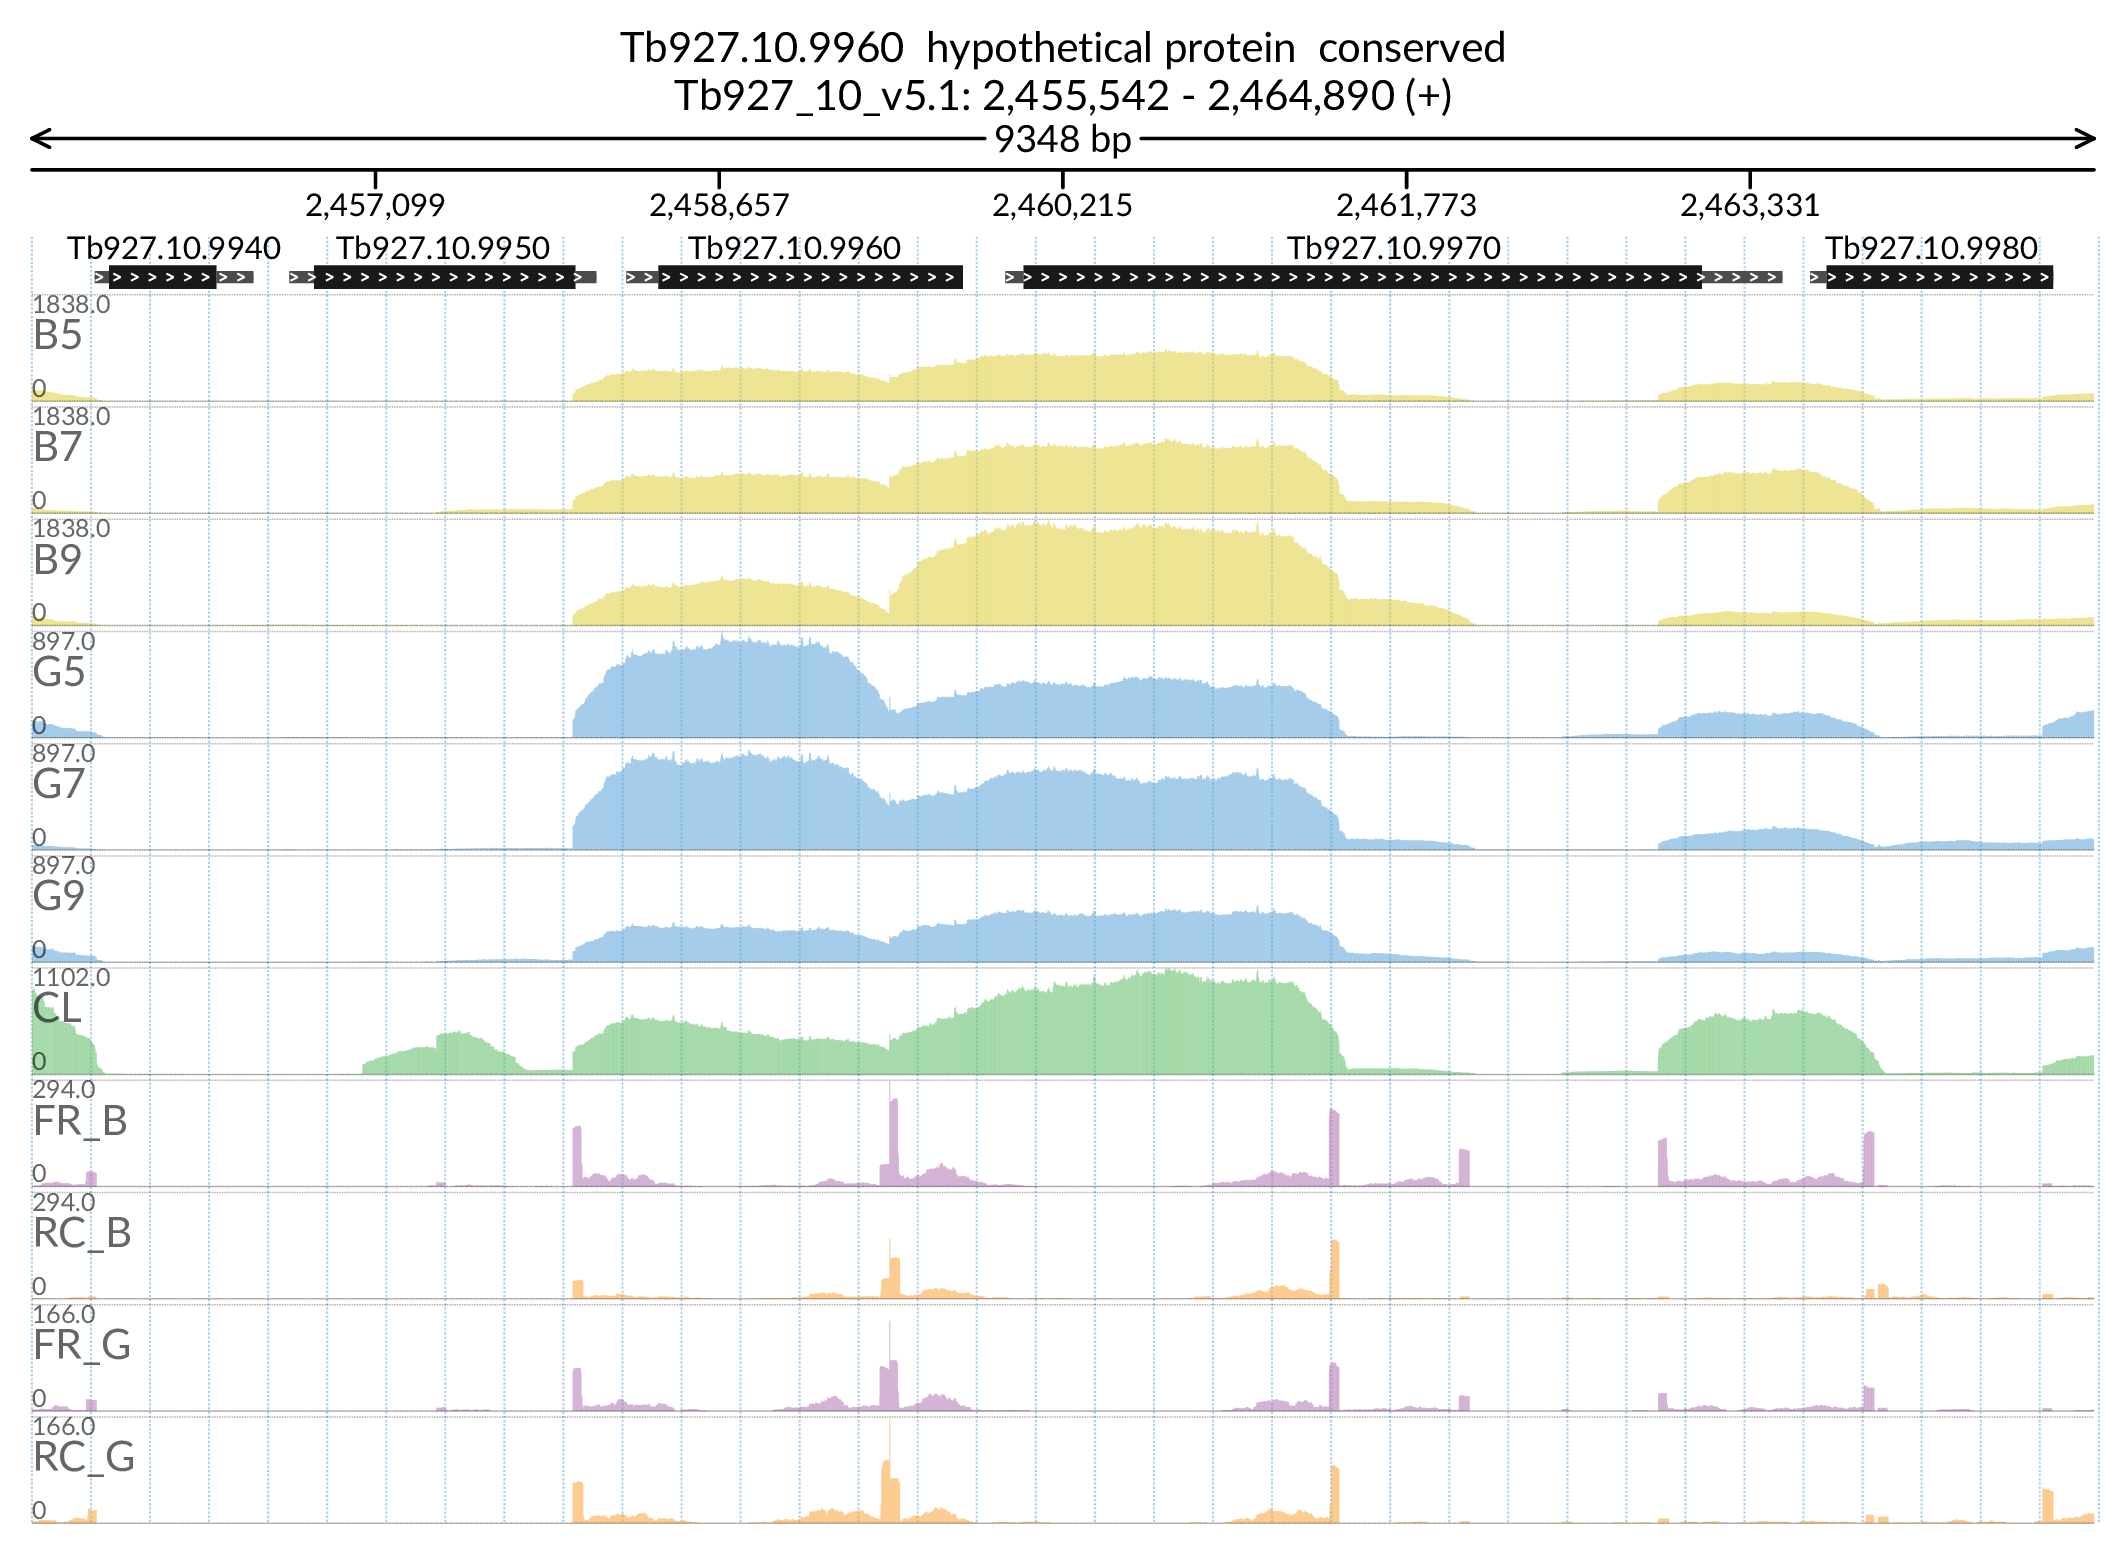 Tb927.10.9960  hypothetical protein  conserved
Tb927_10_v5.1: 2,455,542 - 2,464,890 (+)
9348 bp
2,457,099 2,458,657 2,460,215 2,461,773 2,463,331
Tb927.10.9940 Tb927.10.9950 Tb927.10.9960 Tb927.10.9970 Tb927.10.9980
1838.0
B5
0
1838.0
B7
0
1838.0
B9
0
897.0
G5
0
897.0
G7
0
897.0
G9
0
1102.0
CL
0
294.0
FR_B
0
294.0
RC_B
0
166.0
FR_G
0
166.0
RC_G
0